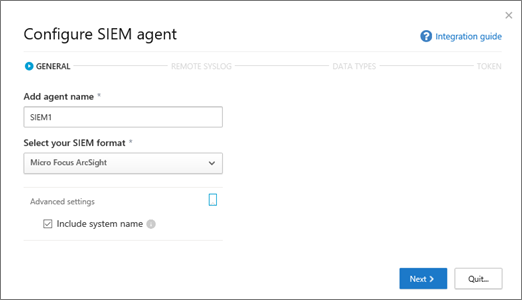 Configure SIEM agent
Integration guide
GENERAL
REMOTE SYSLOG
DATA TYPES
TOKEN
Add agent name *
SIEM1
Select your SIEM format *
Micro Focus ArcSight
Advanced settings
Include system name
Next
Quit...